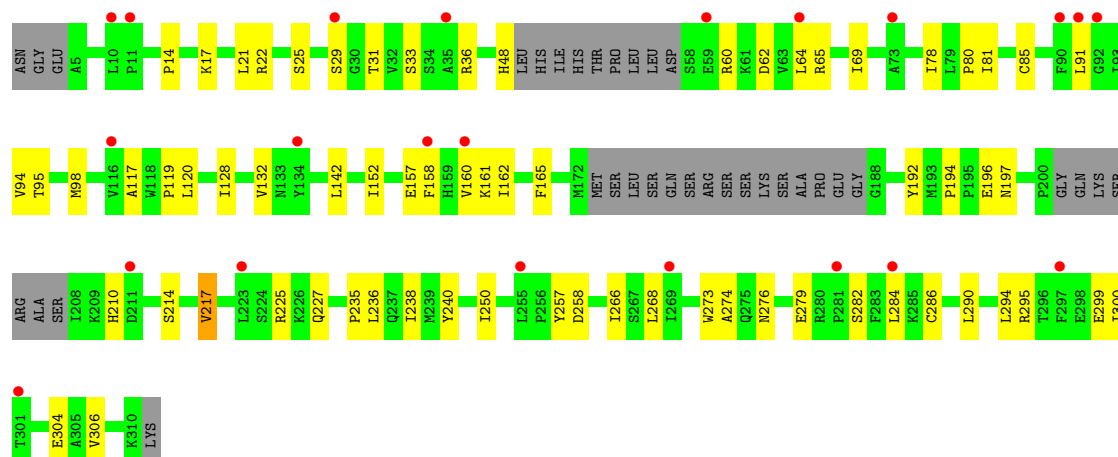 ASN GLY GLU A5 L10 P11 P14 K17 L21 R22 S25 S29 G30 T31 V32 S33 S34 A35 R36 H48 LEU HIS ILE HIS THR PRO LEU LEU ASP S58 E59 R60 K61 D62 V63 L64 R65 I69 A73 I78 L79 P80 I81 C85 F90 L91 G92 I93
V94 T95 M98 V116 A117 W118 P119 L120 I128 V132 N133 Y134 L142 I152 E157 F158 H159 V160 K161 I162 F165 M172 MET SER LEU SER GLN SER ARG SER SER LYS SER ALA PRO GLU GLY G188 Y192 M193 P194 P195 E196 N197 P200 GLY GLN LYS SER
ARG ALA SER I208 K209 H210 D211 S214 V217 L223 S224 R225 K226 Q227 P235 L236 Q237 I238 M239 Y240 I250 L255 P256 Y257 D258 I266 S267 L268 I269 W273 A274 Q275 N276 E279 R280 P281 S282 F283 L284 K285 C286 L290 L294 R295 T296 F297 E298 E299 I300
T301 E304 A305 V306 K310 LYS